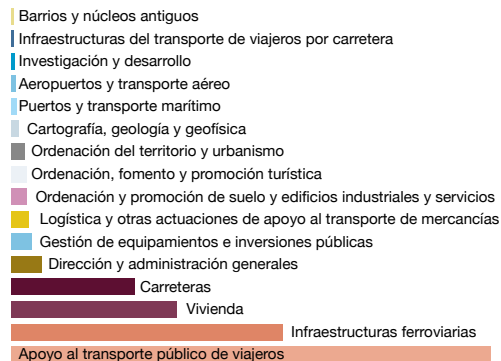 Barrios y núcleos antiguos
Infraestructuras del transporte de viajeros por carretera
Investigación y desarrollo
Aeropuertos y transporte aéreo
Puertos y transporte marítimo
Cartografía, geología y geofísica
Ordenación del territorio y urbanismo
Ordenación, fomento y promoción turística
Ordenación y promoción de suelo y edificios industriales y servicios
Logística y otras actuaciones de apoyo al transporte de mercancías
Gestión de equipamientos e inversiones públicas
Dirección y administración generales
Carreteras
Vivienda
Infraestructuras ferroviarias
Apoyo al transporte público de viajeros